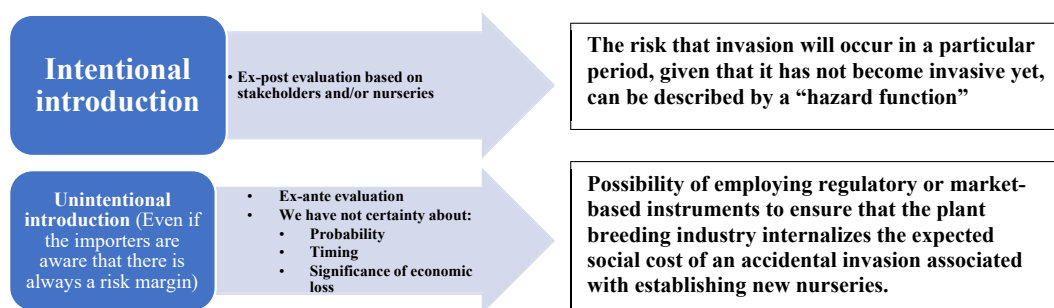 Intentional
introduction
• Ex-post evaluation based on
stakeholders and/or nurseries
The risk that invasion will occur in a particular
period, given that it has not become invasive yet,
can be described by a “hazard function”
Unintentional
introduction (Even if
the importers are
aware that there is
always a risk margin)
• Ex-ante evaluation
• We have not certainty about:
• Probability
• Timing
• Significance of economic
loss
Possibility of employing regulatory or market-
based instruments to ensure that the plant
breeding industry internalizes the expected
social cost of an accidental invasion associated
with establishing new nurseries.